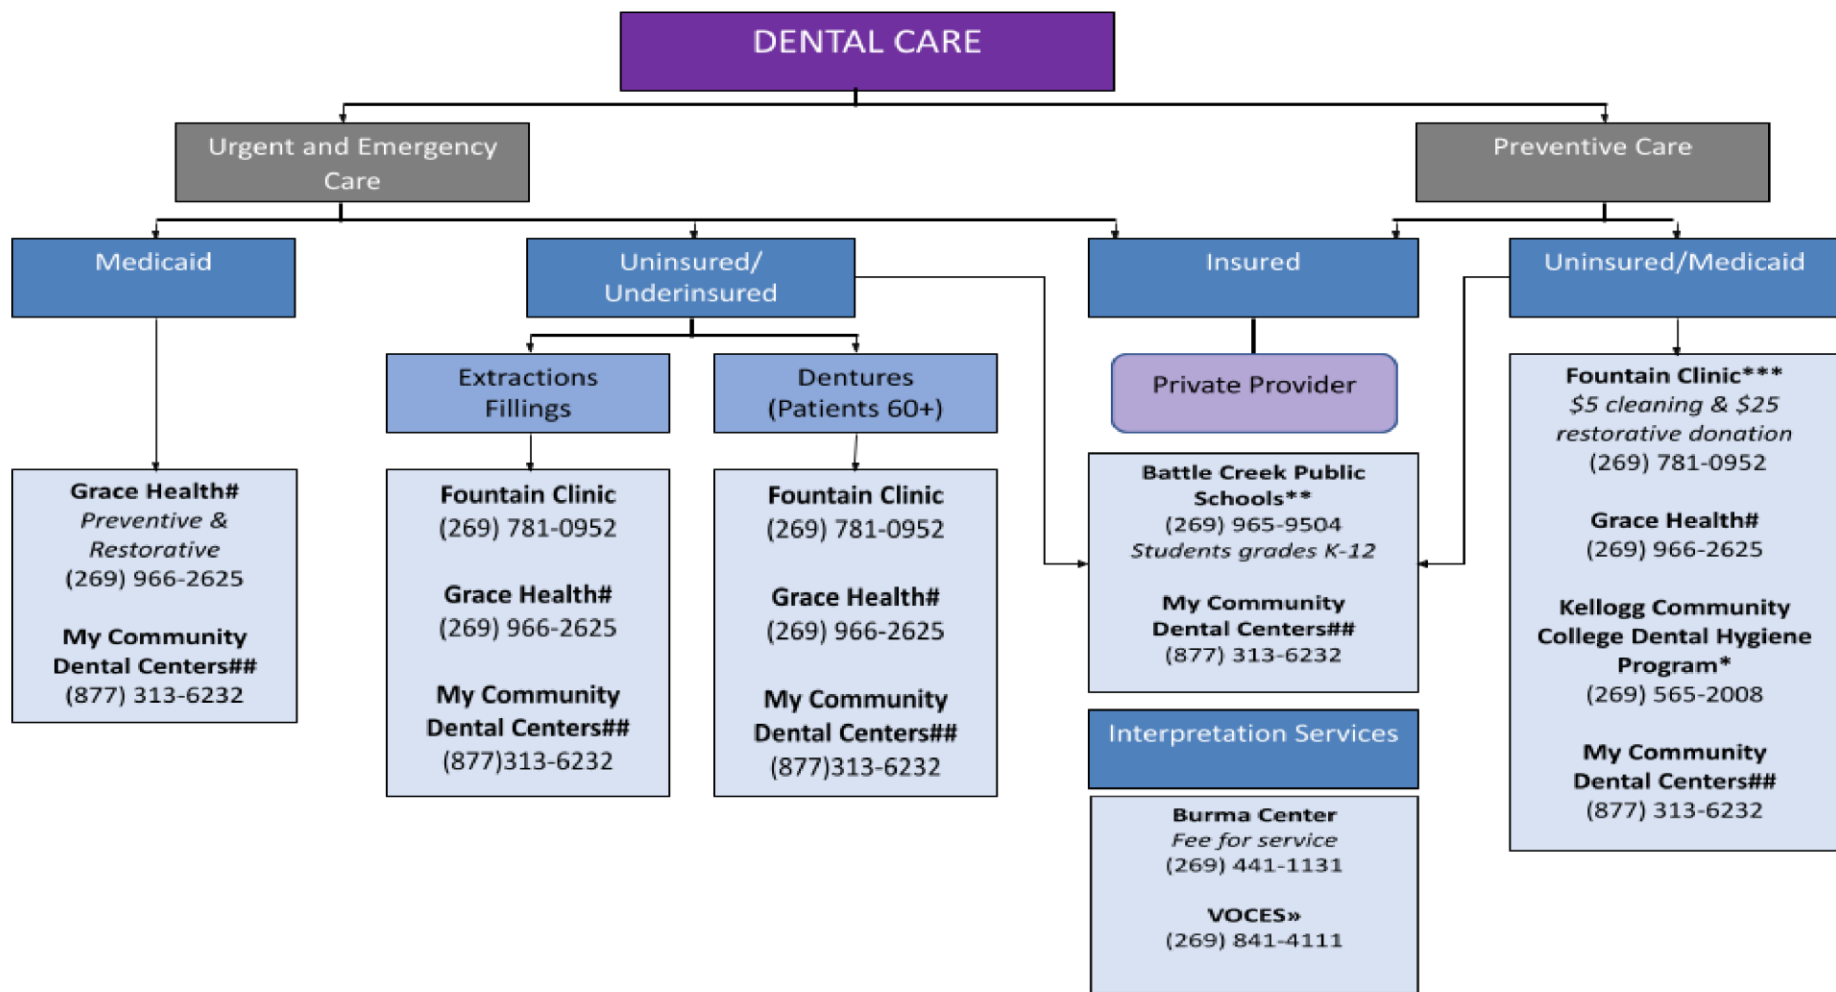 DENTAL CARE
Urgent and Emergency
Care
Preventive Care
Medicaid
Uninsured/
Underinsured
Insured
Uninsured/Medicaid
Extractions
Fillings
Dentures
(Patients 60+)
Private Provider
Grace Health#
Preventive &
Restorative
(269) 966-2625
My Community
Dental Centers##
(877) 313-6232
Fountain Clinic
(269) 781-0952
Grace Health#
(269) 966-2625
My Community
Dental Centers##
(877)313-6232
Fountain Clinic
(269) 781-0952
Grace Health#
(269) 966-2625
My Community
Dental Centers##
(877)313-6232
Battle Creek Public
Schools**
(269) 965-9504
Students grades K-12
My Community
Dental Centers##
(877) 313-6232
Fountain Clinic***
$5 cleaning & $25
restorative donation
(269) 781-0952
Grace Health#
(269) 966-2625
Kellogg Community
College Dental Hygiene
Program*
(269) 565-2008
My Community
Dental Centers##
(877) 313-6232
Interpretation Services
Burma Center
Fee for service
(269) 441-1131
VOCES»
(269) 841-4111